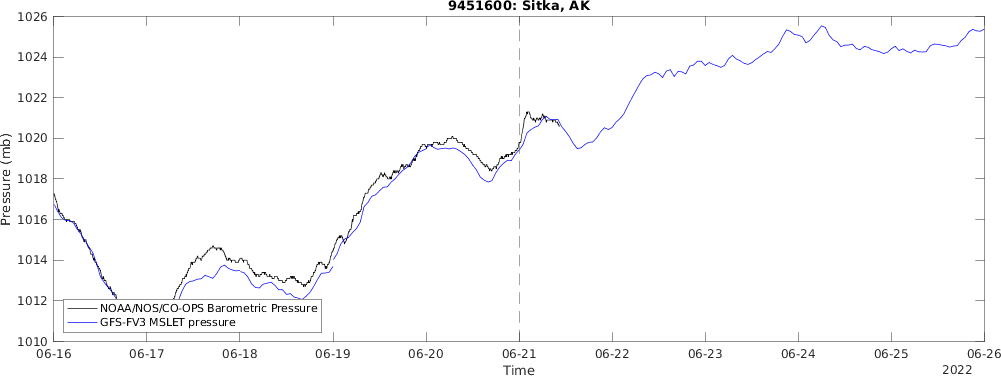 9451600: Sitka, AK
1026
1024
1022
1020
1018
1016
1014
1012
1010
Pressure (mb)
NOAA/NOS/CO-OPS Barometric Pressure
GFS-FV3 MSLET pressure
06-16 06-17 06-18 06-19 06-20 06-21 06-22 06-23 06-24 06-25 06-26
Time
2022